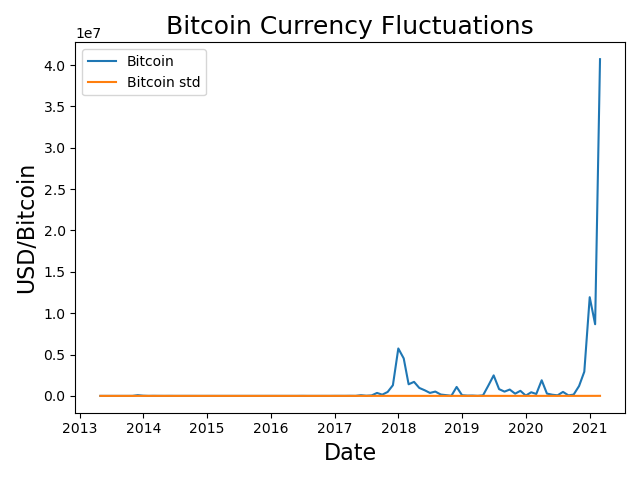 Bitcoin Currency Fluctuations
1e7
Bitcoin
Bitcoin std
4.0
3.5
3.0
2.5
2.0
1.5
1.0
0.5
0.0
USD/Bitcoin
2013 2014 2015 2016 2017 2018 2019 2020 2021
Date